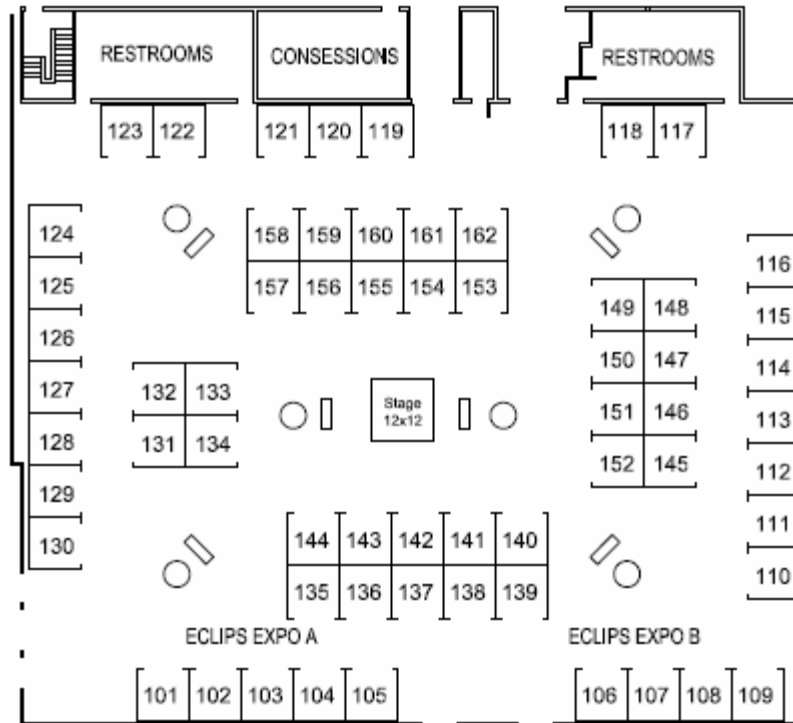 RESTROOMS CONSESSIONS RESTROOMS
123 122 121 120 119 118 117
124 158 159 160 161 162 116
125 157 156 155 154 153 149 148 115
126 150 147 114
127 132 133 Stage 151 146 113
12x12
128 131 134 152 145 112
129 144 143 142 141 140 111
130 135 136 137 138 139 110
ECLIPS EXPO A ECLIPS EXPO B
101 102 103 104 105 106 107 108 109